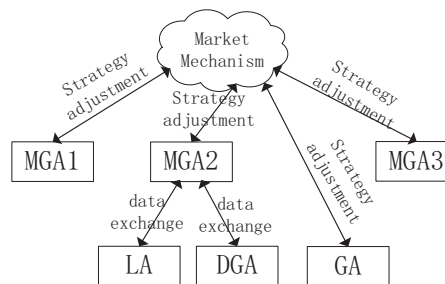 Market
Mechanism
Strategy
adjustment
Strategy
adjustment
Strategy
adjustment
Strategy
adjustment
MGA1
MGA2
MGA3
data
exchange
data
exchange
LA
DGA
GA